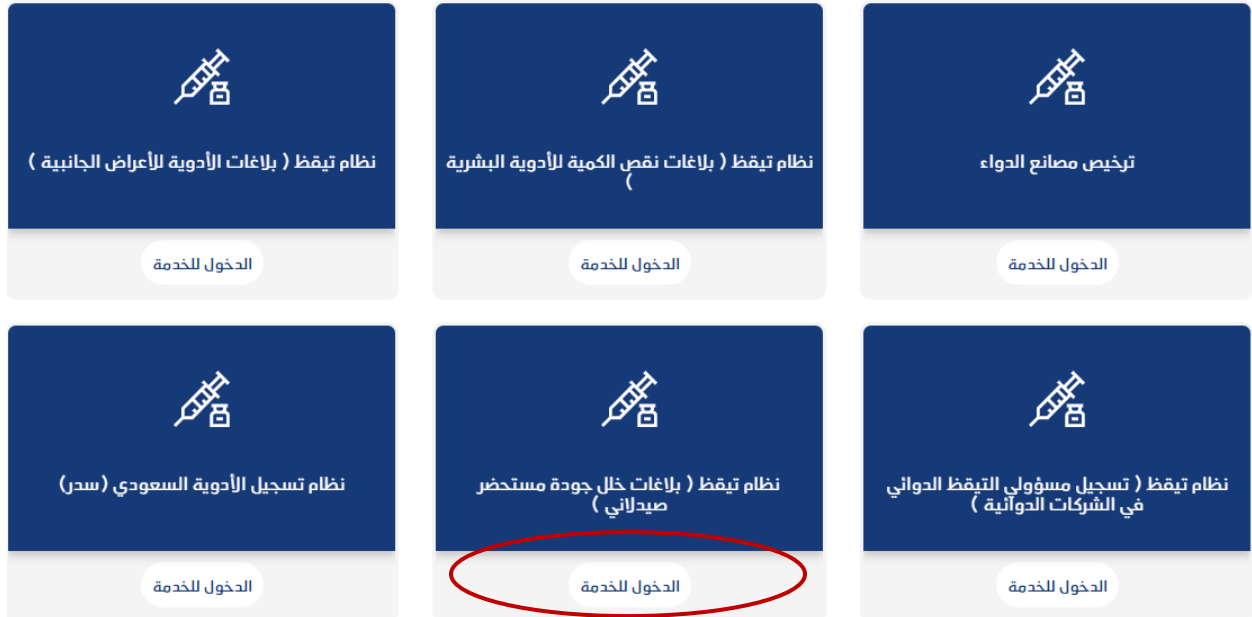 ترخيص مصانع الدواء
الدخول للخدمة
نظام تيقظ ( بلاغات نقص الكمية للأدوية البشرية
)
الدخول للخدمة
نظام تيقظ ( بلاغات الأدوية للأعراض الجانبية )
الدخول للخدمة
نظام تيقظ ( تسجيل مسؤولي التيقظ الدوائي
في الشركات الدوائية )
الدخول للخدمة
نظام تيقظ ( بلاغات خلل جودة مستحضر
صيدلاني )
الدخول للخدمة
نظام تسجيل الأدوية السعودي (سدر)
الدخول للخدمة